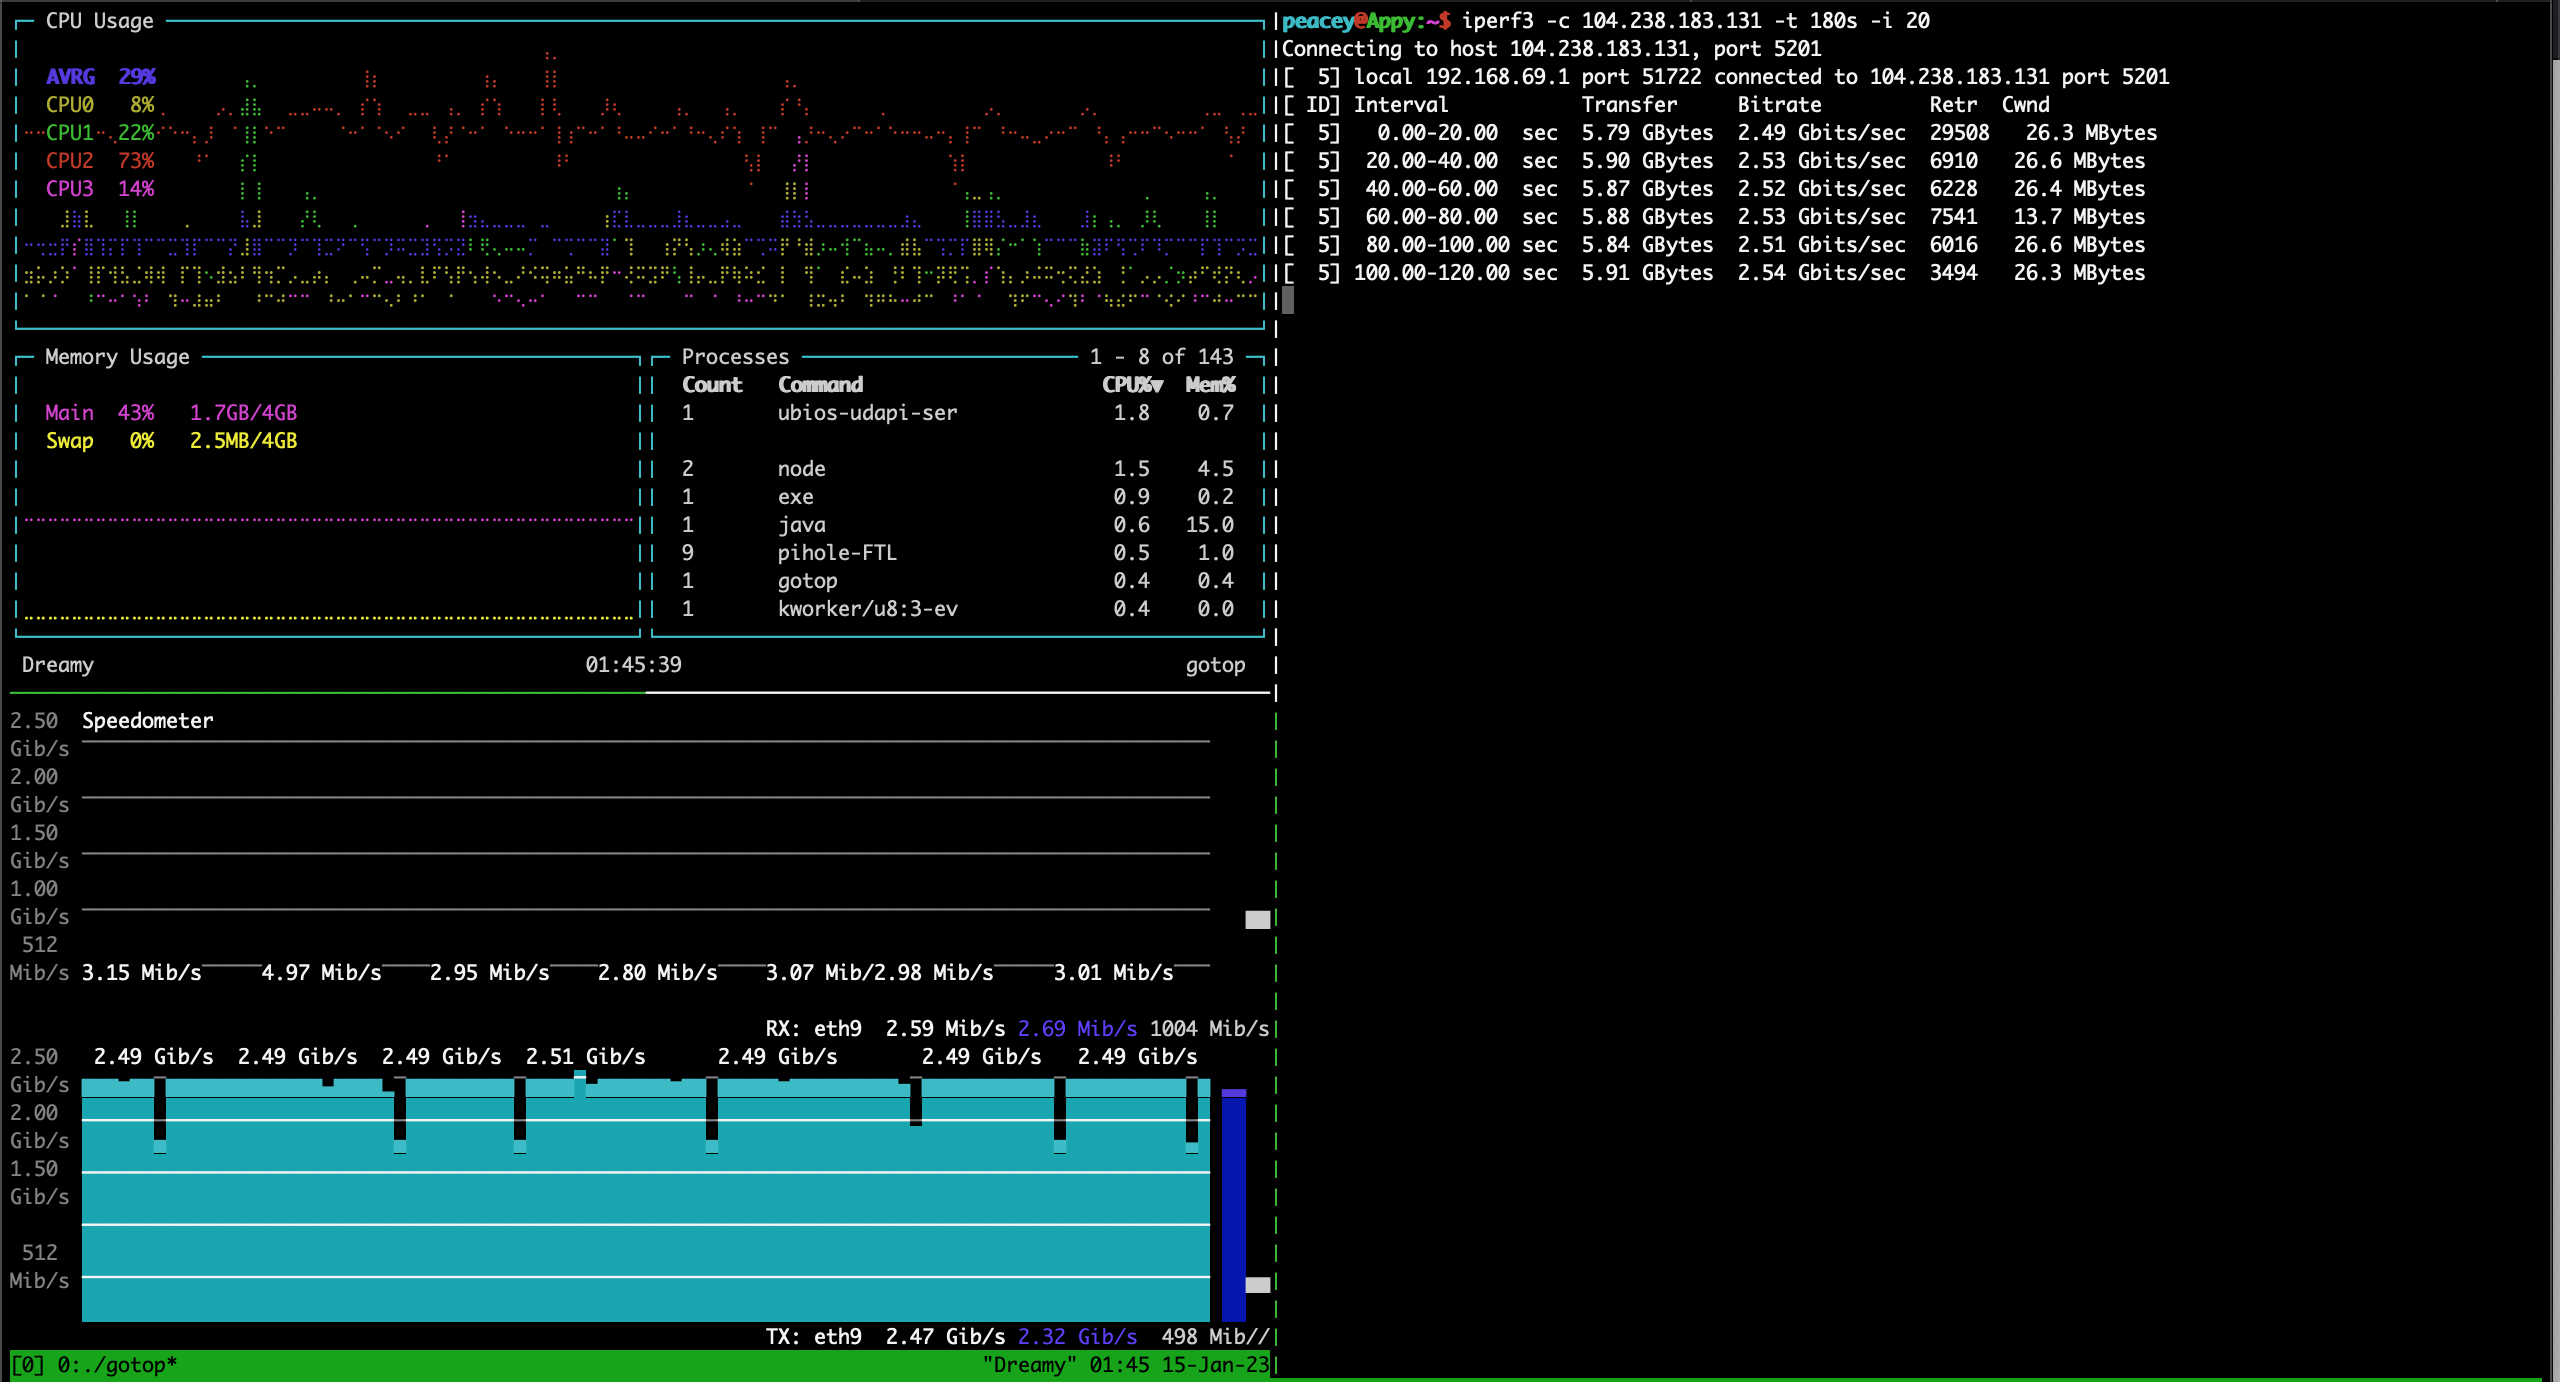 CPU Usage
AVRG 29%
CPU0 8%
CPU1 22%
CPU2 73%
CPU3 14%
Memory Usage
Main 43% 1.7GB/4GB
Swap 0% 2.5MB/4GB
Processes 1 - 8 of 143
Count Command CPU%▼ Mem%
1 ubios-udapi-ser 1.8 0.7
2 node 1.5 4.5
1 exe 0.9 0.2
1 java 0.6 15.0
9 pihole-FTL 0.5 1.0
1 gotop 0.4 0.4
1 kworker/u8:3-ev 0.4 0.0
Dreamy 01:45:39 gotop
2.50 Speedometer
Gib/s
2.00
Gib/s
1.50
Gib/s
1.00
Gib/s
512
Mib/s 3.15 Mib/s 4.97 Mib/s 2.95 Mib/s 2.80 Mib/s 3.07 Mib/2.98 Mib/s 3.01 Mib/s
RX: eth9 2.59 Mib/s 2.69 Mib/s 1004 Mib/s
2.50 2.49 Gib/s 2.49 Gib/s 2.49 Gib/s 2.51 Gib/s 2.49 Gib/s 2.49 Gib/s 2.49 Gib/s
Gib/s
2.00
Gib/s
1.50
Gib/s
512
Mib/s
TX: eth9 2.47 Gib/s 2.32 Gib/s 498 Mib//
[0] 0:./gotop* "Dreamy" 01:45 15-Jan-23
peacey@Appy:~$ iperf3 -c 104.238.183.131 -t 180s -i 20
Connecting to host 104.238.183.131, port 5201
[ 5] local 192.168.69.1 port 51722 connected to 104.238.183.131 port 5201
[ ID] Interval Transfer Bitrate Retr Cwnd
[ 5] 0.00-20.00 sec 5.79 GBytes 2.49 Gbits/sec 29508 26.3 MBytes
[ 5] 20.00-40.00 sec 5.90 GBytes 2.53 Gbits/sec 6910 26.6 MBytes
[ 5] 40.00-60.00 sec 5.87 GBytes 2.52 Gbits/sec 6228 26.4 MBytes
[ 5] 60.00-80.00 sec 5.88 GBytes 2.53 Gbits/sec 7541 13.7 MBytes
[ 5] 80.00-100.00 sec 5.84 GBytes 2.51 Gbits/sec 6016 26.6 MBytes
[ 5] 100.00-120.00 sec 5.91 GBytes 2.54 Gbits/sec 3494 26.3 MBytes